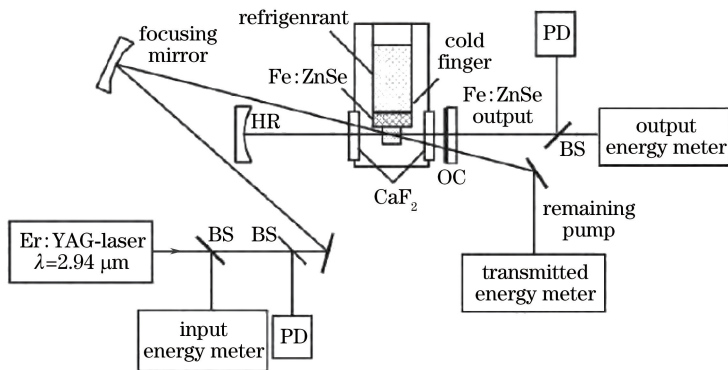 refrigenrant
PD
focusing
mirror
cold
finger
Fe:ZnSe
Fe:ZnSe
output
HR
BS
output
energy meter
OC
CaF2
remaining
pump
Er:YAG-laser
λ=2.94 μm
BS
BS
transmitted
energy meter
input
energy meter
PD